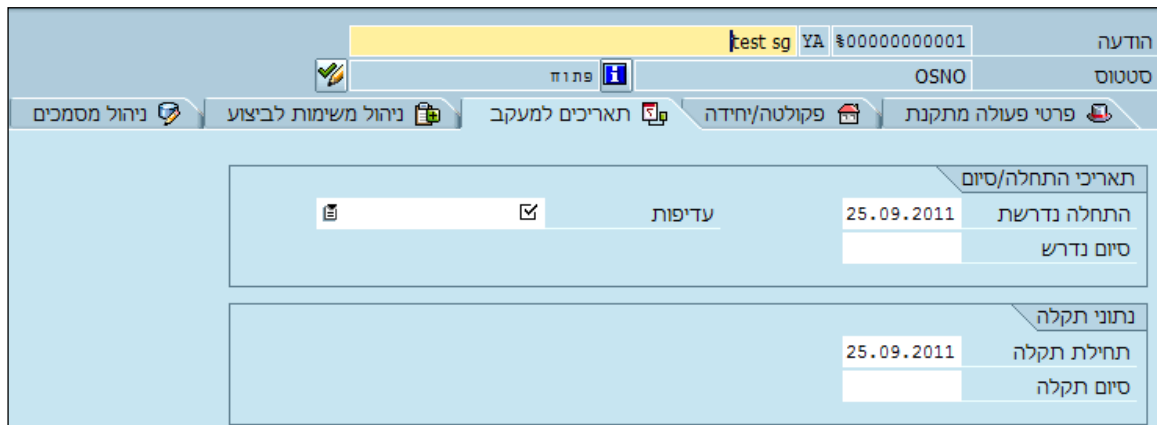 הודעה %00000000001 YA test sg
סטטוס OSNO פתוח
פרטי פעולה מתקנת פקולטה/יחידה תאריכים למעקב ניהול משימות לביצוע ניהול מסמכים
תאריכי התחלה/סיום
התחלה נדרשת 25.09.2011 עדיפות
סיום נדרש
נתוני תקלה
תחילת תקלה 25.09.2011
סיום תקלה